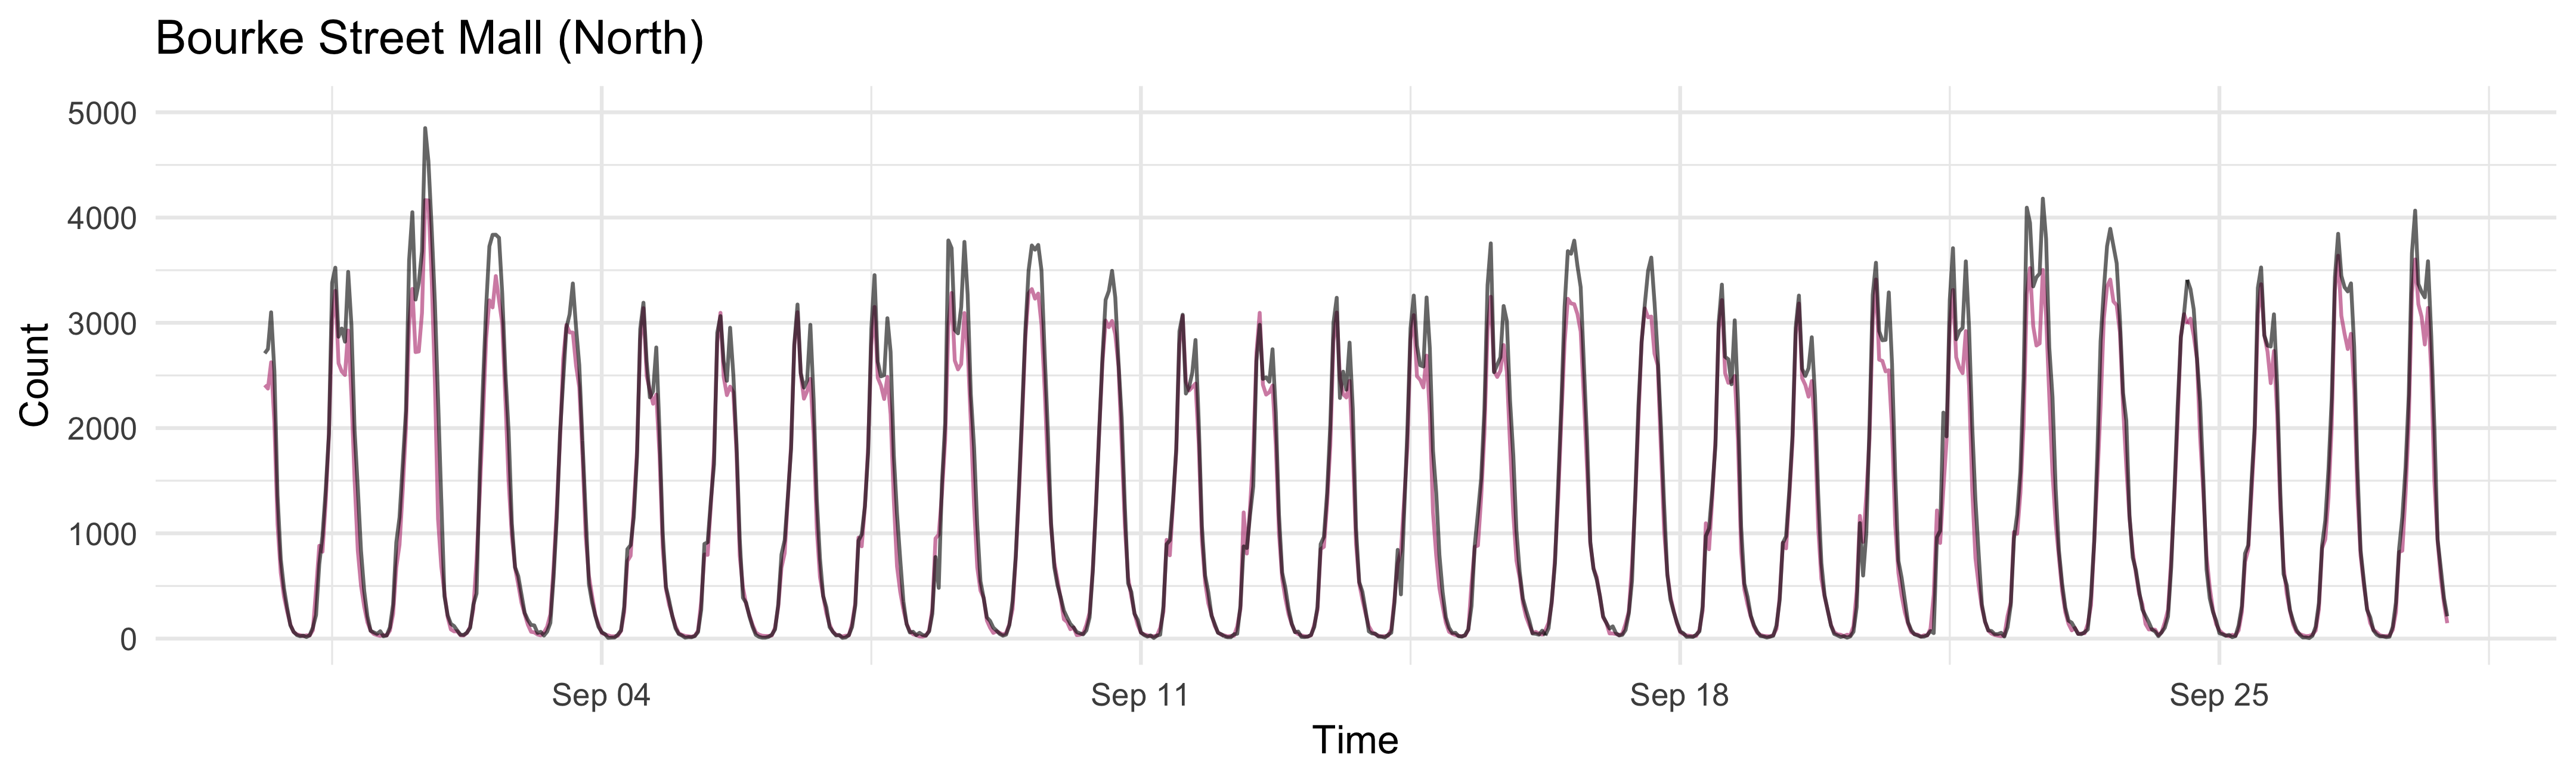 Bourke Street Mall (North)
5000
4000
3000
2000
1000
0
Count
Sep 04
Sep 11
Sep 18
Sep 25
Time